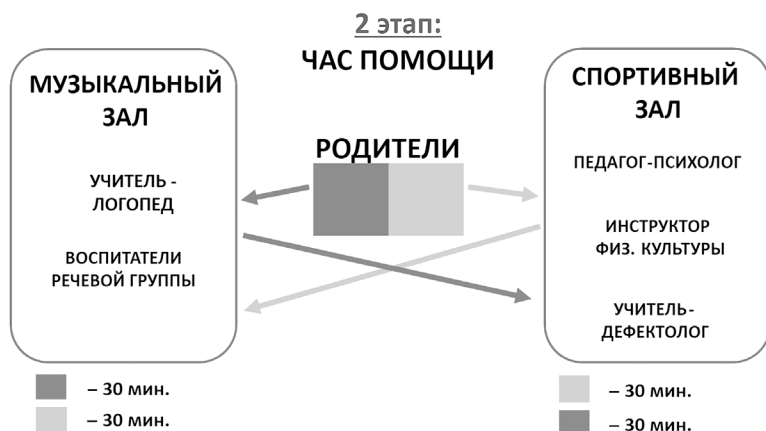 2 этап:
ЧАС ПОМОЩИ
МУЗЫКАЛЬНЫЙ
ЗАЛ
УЧИТЕЛЬ -
ЛОГОПЕД
ВОСПИТАТЕЛИ
РЕЧЕВОЙ ГРУППЫ
РОДИТЕЛИ
СПОРТИВНЫЙ
ЗАЛ
ПЕДАГОГ-ПСИХОЛОГ
ИНСТРУКТОР
ФИЗ. КУЛЬТУРЫ
УЧИТЕЛЬ-
ДЕФЕКТОЛОГ
– 30 мин.
– 30 мин.
– 30 мин.
– 30 мин.